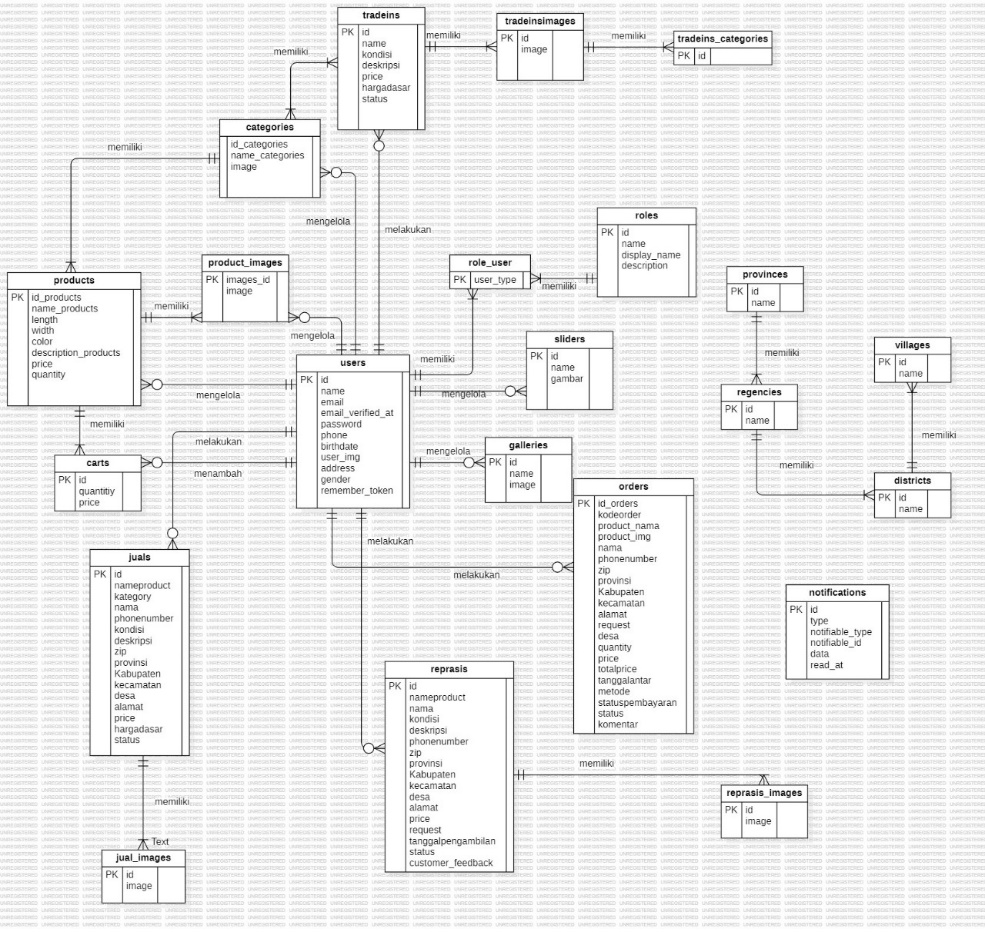 tradeins
PK id
name
kondisi
deskripsi
price
hargadasar
status
memiliki
tradeinsimages
PK id
image
memiliki
tradeins_categories
PK id
memiliki
categories
id_categories
name_categories
image
memiliki
mengelola
melakukan
products
PK id_products
name_products
length
width
color
description_products
price
quantity
product_images
PK images_id
image
memiliki
mengelola
role_user
PK user_type
memiliki
roles
PK id
name
display_name
description
memiliki
sliders
PK id
name
gambar
mengelola
provinces
PK id
name
memiliki
regencies
PK id
name
memiliki
villages
PK id
name
memiliki
districts
PK id
name
users
PK id
name
email
email_verified_at
password
phone
birthdate
user_img
address
gender
remember_token
mengelola
memiliki
melakukan
menambah
carts
PK id
quantitiy
price
mengelola
galleries
PK id
name
image
melakukan
melakukan
orders
PK id_orders
kodeorder
product_nama
product_img
nama
phonenumber
zip
provinsi
Kabupaten
kecamatan
alamat
request
desa
quantity
price
totalprice
tanggalantar
metode
statuspembayaran
status
komentar
juals
PK id
nameproduct
kategory
nama
phonenumber
kondisi
deskripsi
zip
provinsi
Kabupaten
kecamatan
desa
alamat
price
hargadasar
status
memiliki
Text
jual_images
PK id
image
reprasis
PK id
nameproduct
nama
kondisi
deskripsi
phonenumber
zip
provinsi
Kabupaten
kecamatan
desa
alamat
price
request
tanggalpengambilan
status
customer_feedback
memiliki
reprasis_images
PK id
image
notifications
PK id
type
notifiable_type
notifiable_id
data
read_at